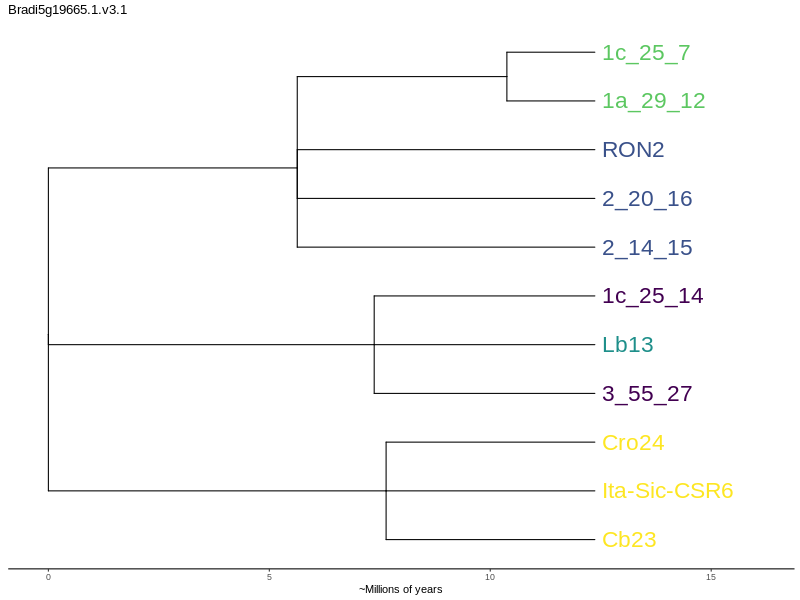 Bradi5g19665.1.v3.1
1c_25_7
1a_29_12
RON2
2_20_16
2_14_15
1c_25_14
Lb13
3_55_27
Cro24
Ita-Sic-CSR6
Cb23
0 5 10 15
~Millions of years